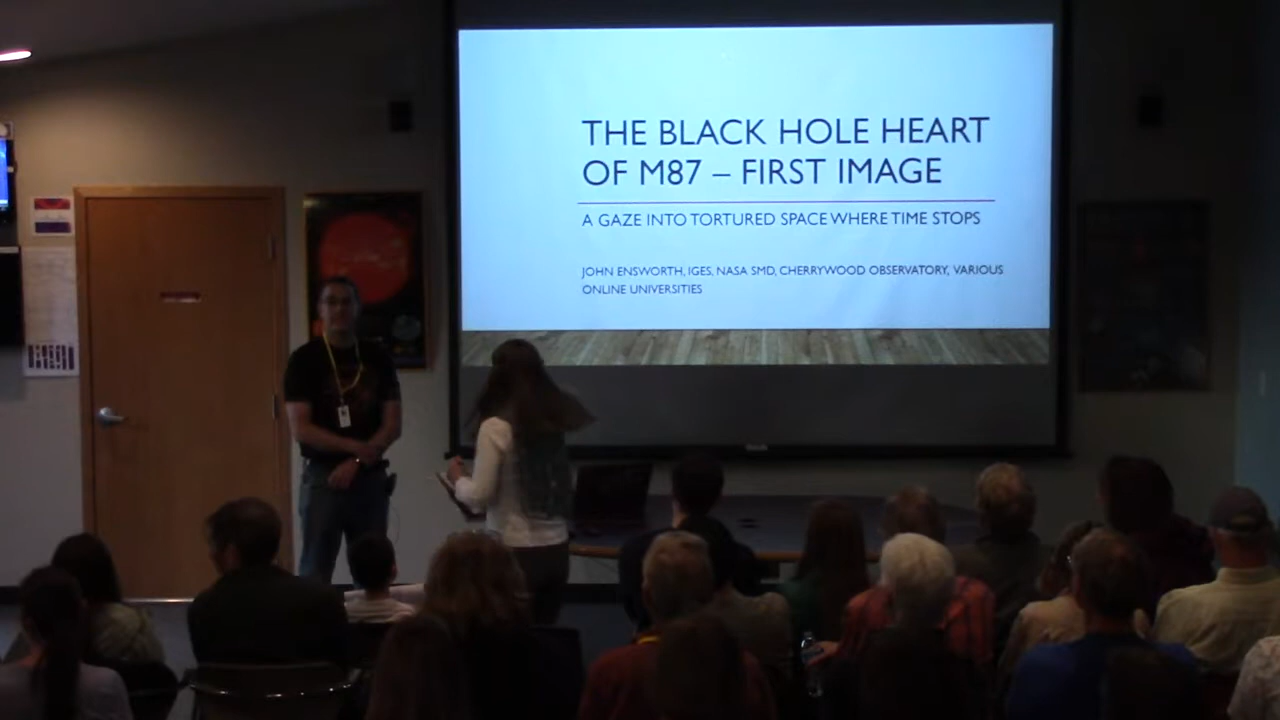 THE BLACK HOLE HEART
OF M87 – FIRST IMAGE
A GAZE INTO TORTURED SPACE WHERE TIME STOPS
JOHN ENSWORTH, IGES, NASA SMD, CHERRYWOOD OBSERVATORY, VARIOUS
ONLINE UNIVERSITIES